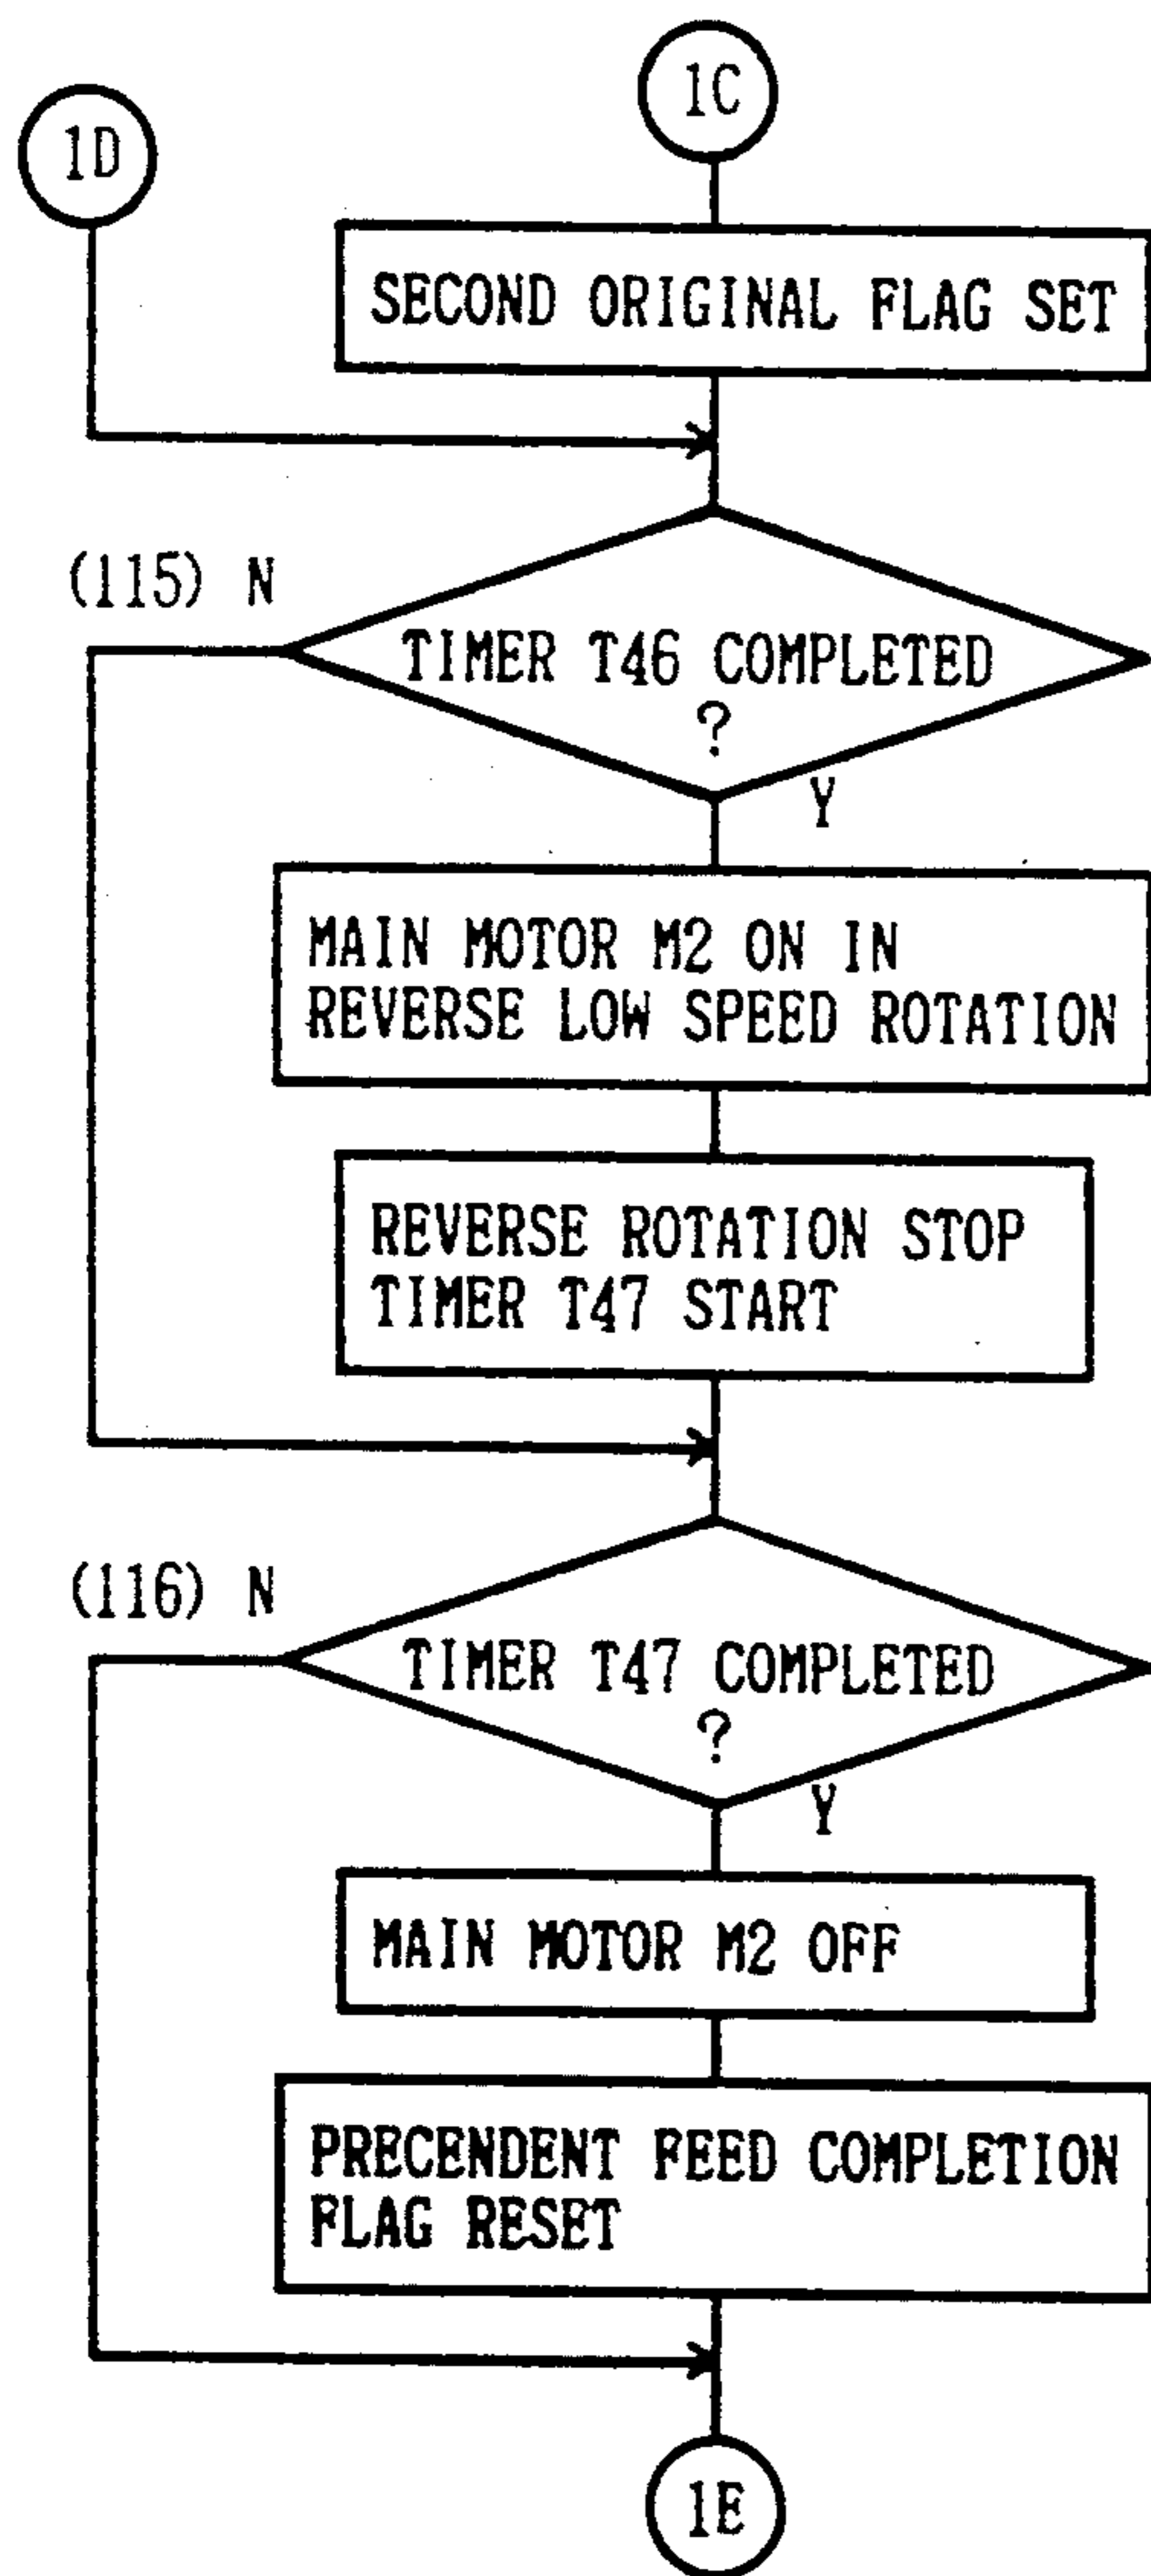 1C
1D
SECOND ORIGINAL FLAG SET
(115) N
TIMER T46 COMPLETED
?
Y
MAIN MOTOR M2 ON IN
REVERSE LOW SPEED ROTATION
REVERSE ROTATION STOP
TIMER T47 START
(116) N
TIMER T47 COMPLETED
?
Y
MAIN MOTOR M2 OFF
PRECENDENT FEED COMPLETION
FLAG RESET
1E